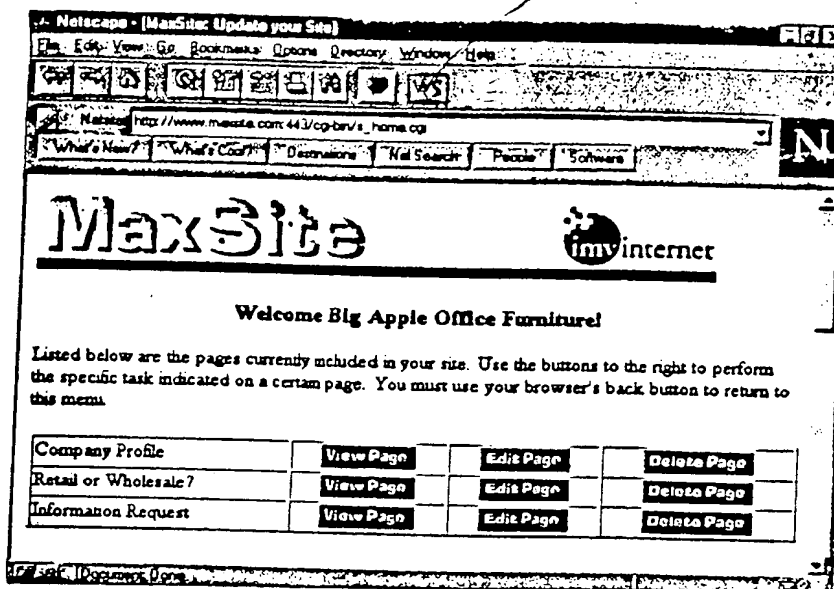 Netscape - [MaxSite: Update your Site]
File Edit View Go Bookmarks Options Directory Window Help
Netsite: http://www.maxsite.com:443/cgi-bin/s_home.cgi
What's New? What's Cool? Destinations Net Search People Software
N
MaxSite imv internet
Welcome Big Apple Office Furniture!
Listed below are the pages currently included in your site. Use the buttons to the right to perform
the specific task indicated on a certain page. You must use your browser's back button to return to
this menu.
Company Profile View Page Edit Page Delete Page
Retail or Wholesale? View Page Edit Page Delete Page
Information Request View Page Edit Page Delete Page
Document Done